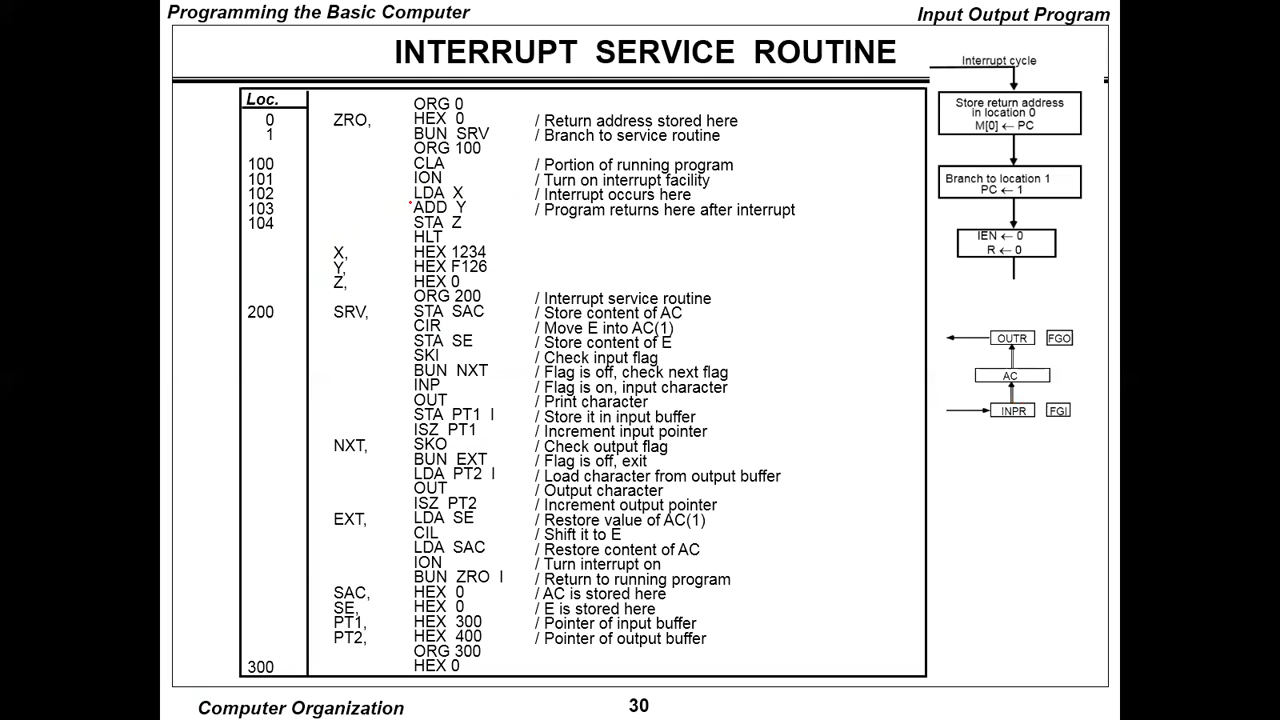 Programming the Basic Computer
Input Output Program
INTERRUPT SERVICE ROUTINE
Loc.
ORG 0
0 ZRO, HEX 0 / Return address stored here
1 BUN SRV / Branch to service routine
ORG 100
100 CLA / Portion of running program
101 ION / Turn on interrupt facility
102 LDA X / Interrupt occurs here
103 ADD Y / Program returns here after interrupt
104 STA Z
HLT
X, HEX 1234
Y, HEX F126
Z, HEX 0
ORG 200 / Interrupt service routine
200 SRV, STA SAC / Store content of AC
CIR / Move E into AC(1)
STA SE / Store content of E
SKI / Check input flag
BUN NXT / Flag is off, check next flag
INP / Flag is on, input character
OUT / Print character
STA PT1 I / Store it in input buffer
ISZ PT1 / Increment input pointer
NXT, SKO / Check output flag
BUN EXT / Flag is off, exit
LDA PT2 I / Load character from output buffer
OUT / Output character
ISZ PT2 / Increment output pointer
EXT, LDA SE / Restore value of AC(1)
CIL / Shift it to E
LDA SAC / Restore content of AC
ION / Turn interrupt on
BUN ZRO I / Return to running program
SAC, HEX 0 / AC is stored here
SE, HEX 0 / E is stored here
PT1, HEX 300 / Pointer of input buffer
PT2, HEX 400 / Pointer of output buffer
ORG 300
300 HEX 0
Interrupt cycle
Store return address
In location 0
M[0] ← PC
Branch to location 1
PC ← 1
IEN ← 0
R ← 0
OUTR FGO
AC
INPR FGI
Computer Organization
30